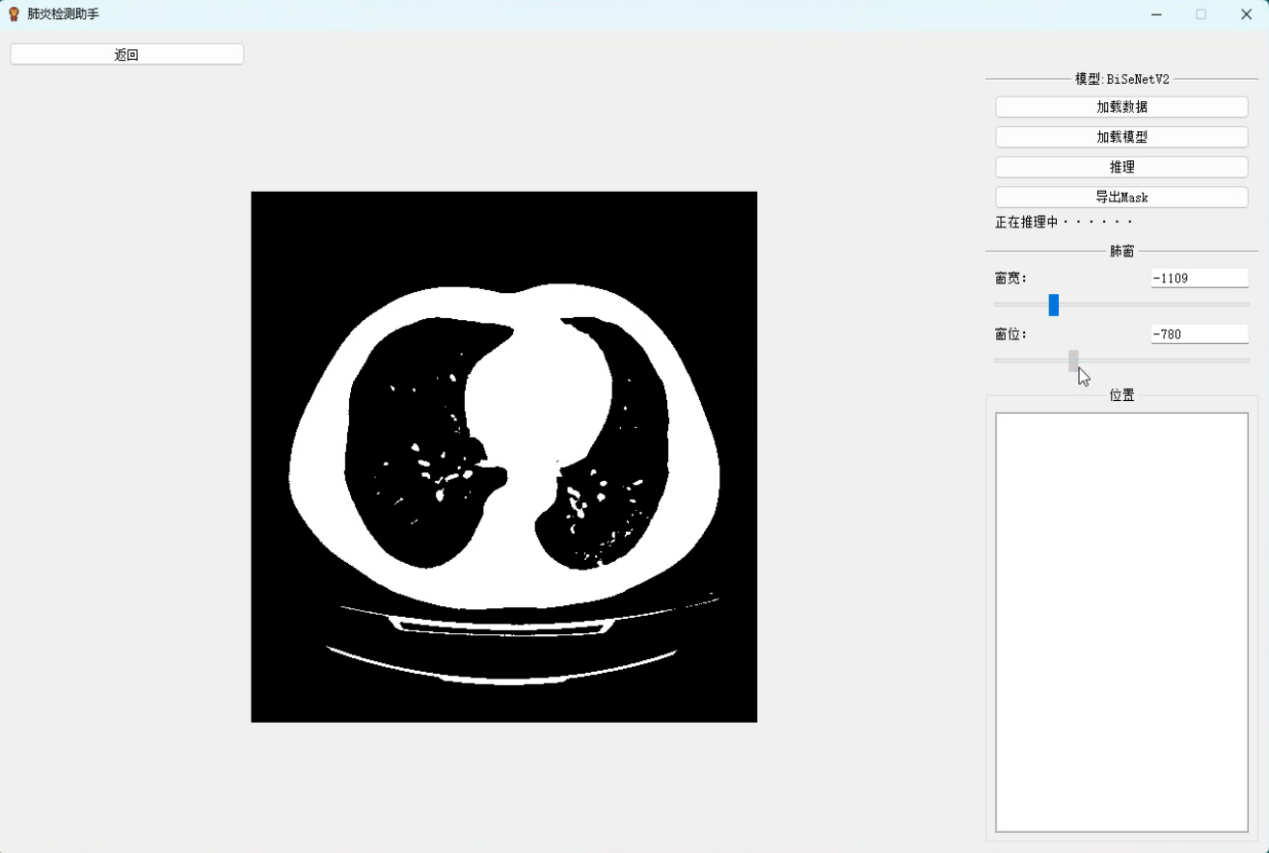 肺炎检测助手
返回
模型:BiSeNetV2
加载数据
加载模型
推理
导出Mask
正在推理中······
肺窗
窗宽:
-1109
窗位:
-780
位置